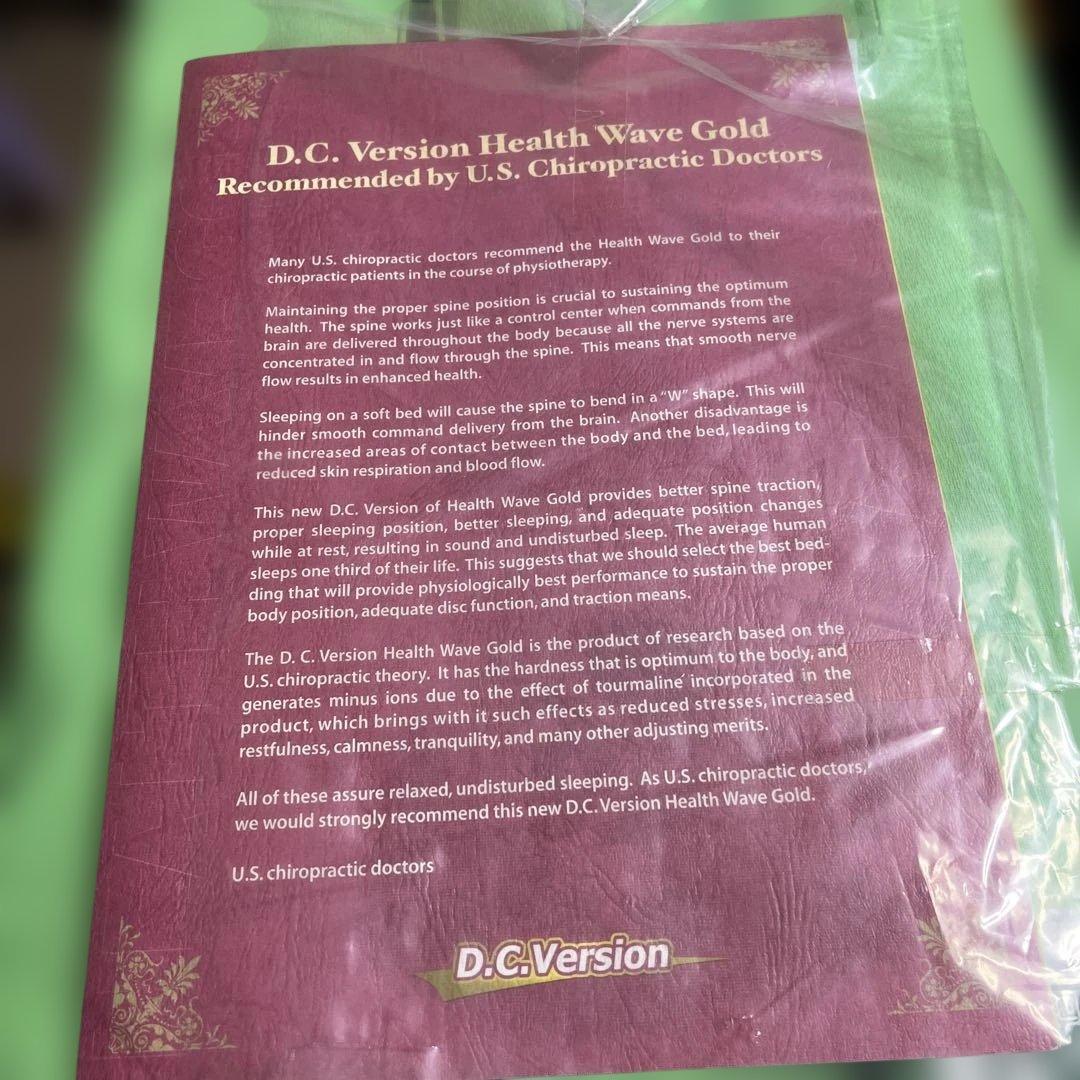 D.C. Version Health Wave Gold
Recommended by U.S. Chiropractic Doctors
Many U.S. chiropractic doctors recommend the Health Wave Gold to their
chiropractic patients in the course of physiotherapy.
Maintaining the proper spine position is crucial to sustaining the optimum
health. The spine works just like a control center when commands from the
brain are delivered throughout the body because all the nerve systems are
concentrated in and flow through the spine. This means that smooth nerve
flow results in enhanced health.
Sleeping on a soft bed will cause the spine to bend in a "W" shape. This will
hinder smooth command delivery from the brain. Another disadvantage is
the increased areas of contact between the body and the bed, leading to
reduced skin respiration and blood flow.
This new D.C. Version of Health Wave Gold provides better spine traction,
proper sleeping position, better sleeping, and adequate position changes
while at rest, resulting in sound and undisturbed sleep. The average human
sleeps one third of their life. This suggests that we should select the best bed-
ding that will provide physiologically best performance to sustain the proper
body position, adequate disc function, and traction means.
The D. C. Version Health Wave Gold is the product of research based on the
U.S. chiropractic theory. It has the hardness that is optimum to the body, and
generates minus ions due to the effect of tourmaline incorporated in the
product, which brings with it such effects as reduced stresses, increased
restfulness, calmness, tranquility, and many other adjusting merits.
All of these assure relaxed, undisturbed sleeping. As U.S. chiropractic doctors,
we would strongly recommend this new D.C. Version Health Wave Gold.
U.S. chiropractic doctors
D.C.Version